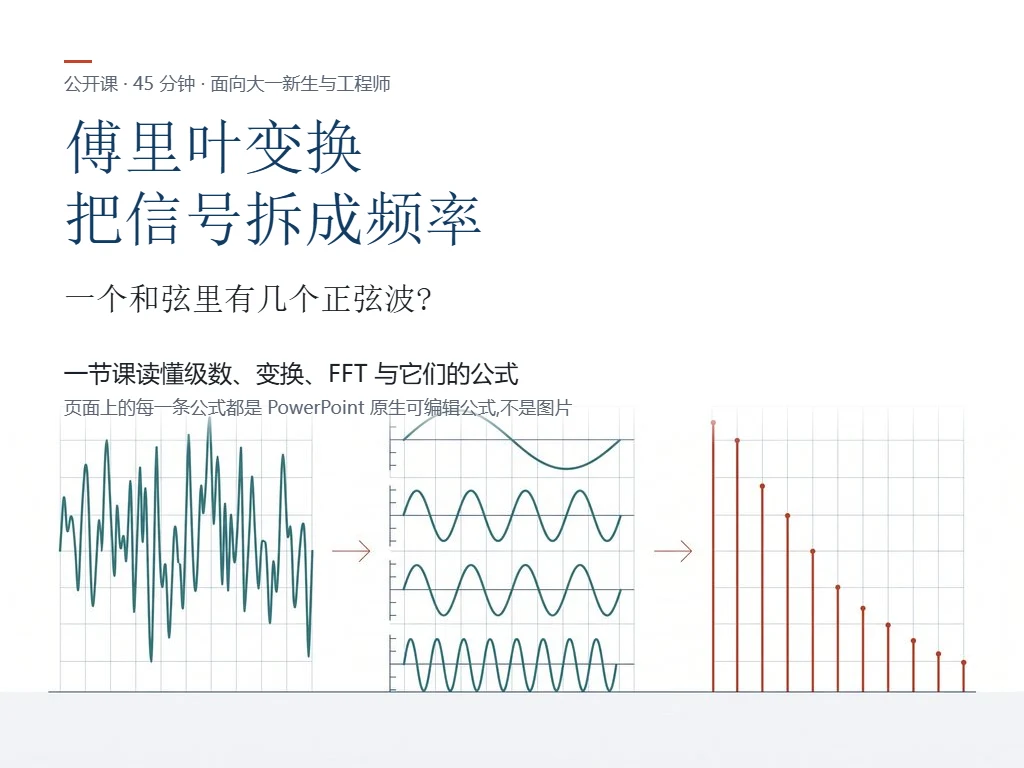 公开课 · 45 分钟 · 面向大一新生与工程师
傅里叶变换
把信号拆成频率
一个和弦里有几个正弦波?
一节课读懂级数、变换、FFT 与它们的公式
页面上的每一条公式都是 PowerPoint 原生可编辑公式,不是图片